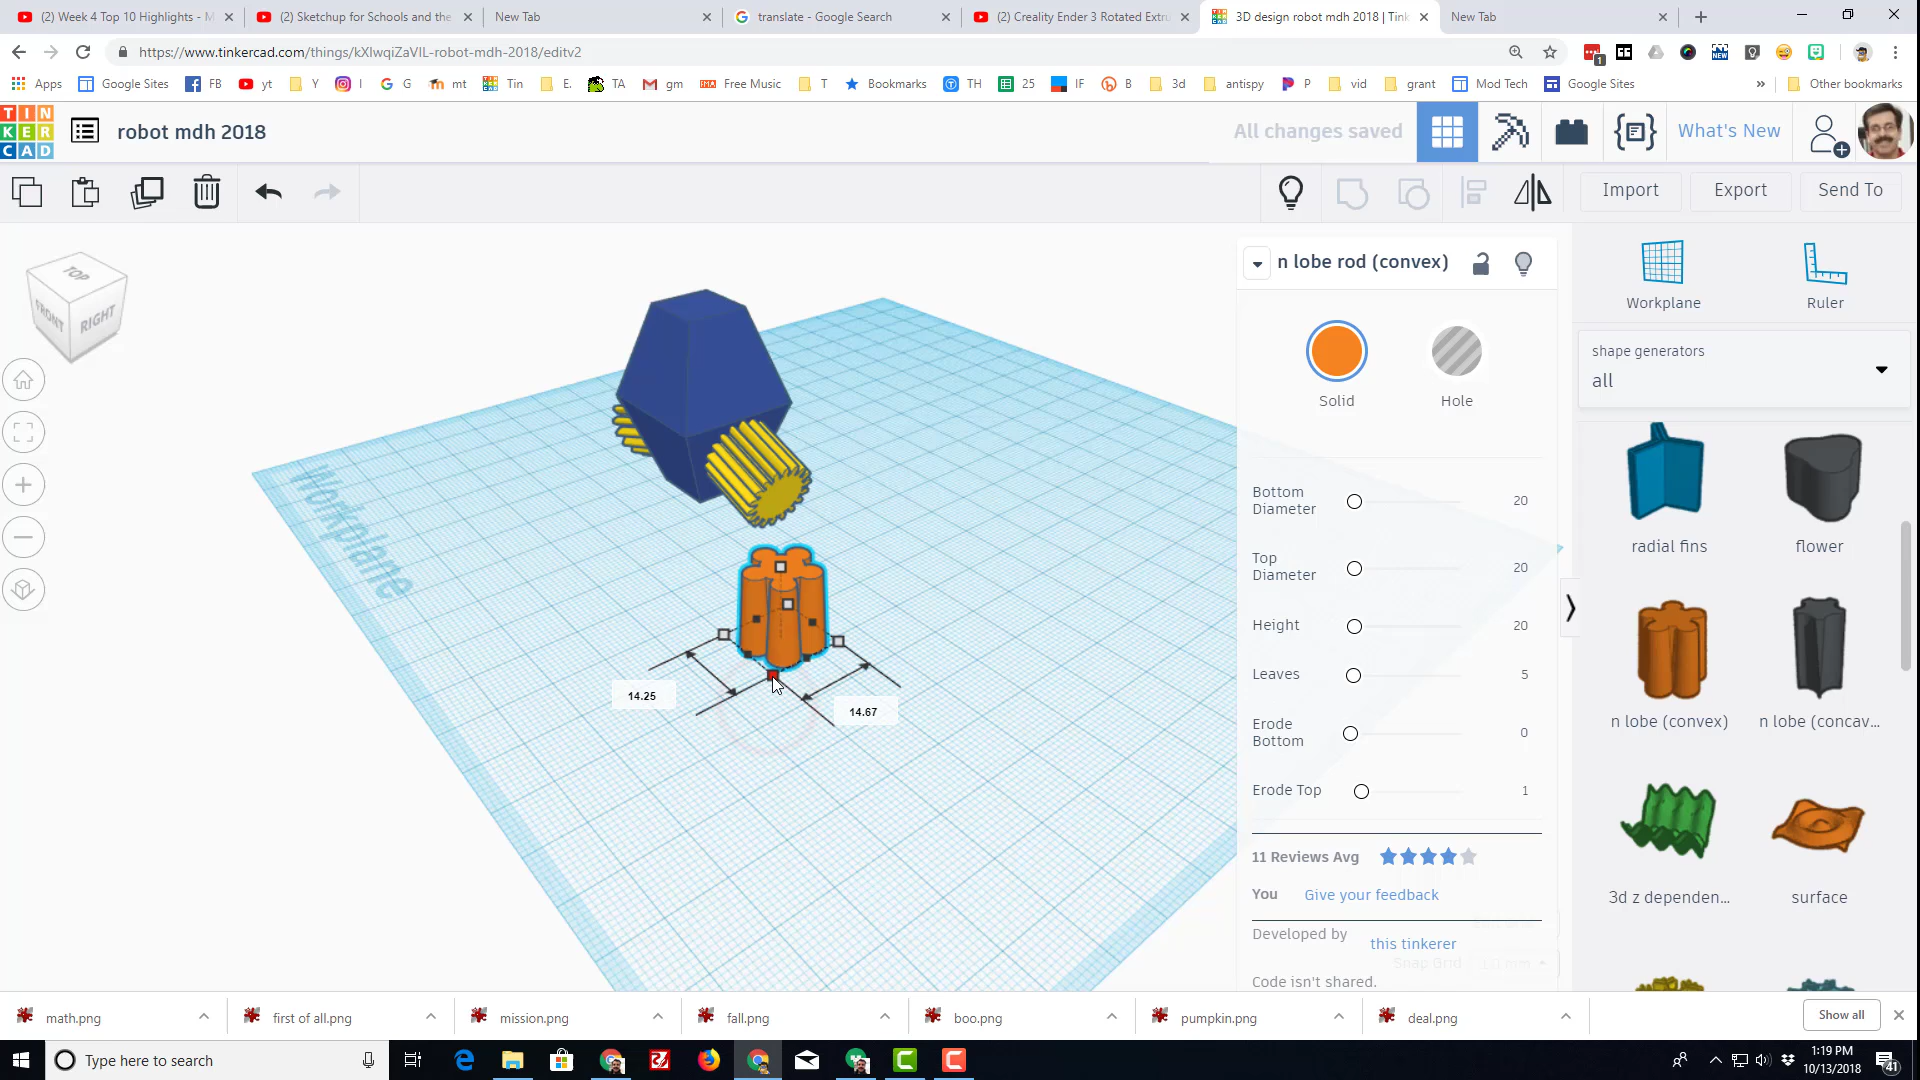 (2) Week 4 Top 10 Highlights - M
(2) Sketchup for Schools and the
New Tab
translate - Google Search
(2) Creality Ender 3 Rotated Extru
3D design robot mdh 2018 | Tink
New Tab
https://www.tinkercad.com/things/kXlwqiZaVlL-robot-mdh-2018/editv2
Apps Google Sites FB yt Y I G mt Tin E. TA gm Free Music T Bookmarks TH 25 IF B 3d antispy P vid grant Mod Tech Google Sites » Other bookmarks
TIN
KER
CAD
robot mdh 2018
All changes saved
What's New
Import
Export
Send To
TOP
FRONT
RIGHT
Workplane
14.25
14.67
n lobe rod (convex)
Solid
Hole
Bottom
Diameter
20
Top
Diameter
20
Height
20
Leaves
5
Erode
Bottom
0
Erode Top
1
11 Reviews Avg
You
Give your feedback
Developed by
this tinkerer
Snap Grid
Code isn't shared.
Workplane
Ruler
shape generators
all
radial fins
flower
n lobe (convex)
n lobe (concav...
3d z dependen...
surface
math.png
first of all.png
mission.png
fall.png
boo.png
pumpkin.png
deal.png
Show all
Type here to search
1:19 PM
10/13/2018
41